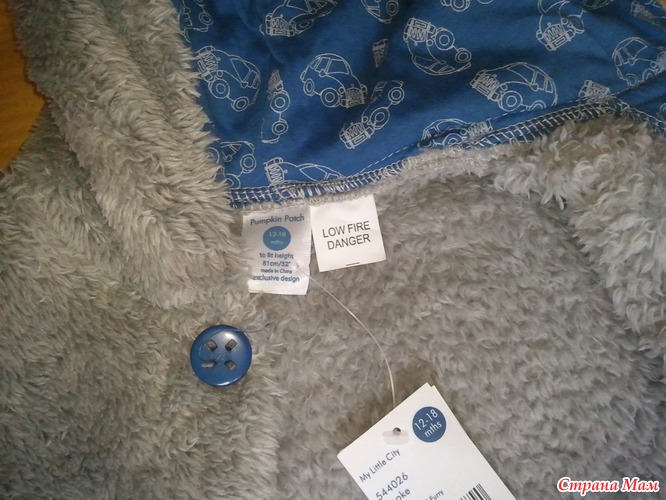 Pumpkin Patch
12-18
mths
to fit height
81cm/32"
made in China
exclusive design
LOW FIRE
DANGER
12-18
mths
My Little City
544026
Furry
Страна Мам